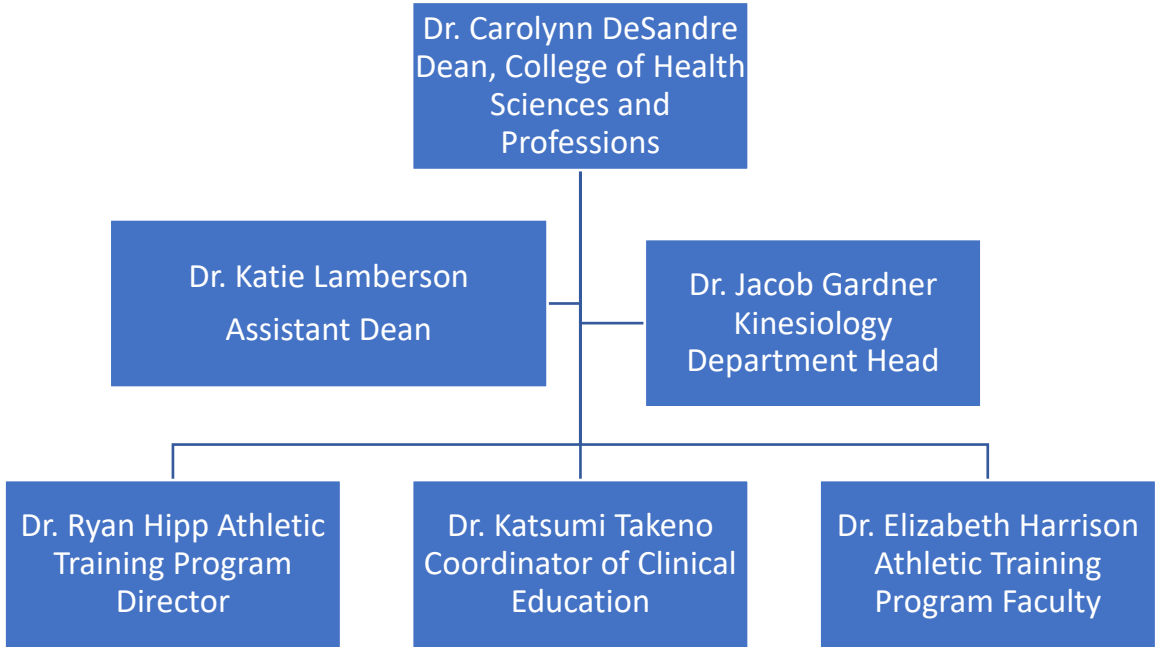 Dr. Carolynn DeSandre
Dean, College of Health
Sciences and
Professions
Dr. Katie Lamberson
Assistant Dean
Dr. Jacob Gardner
Kinesiology
Department Head
Dr. Ryan Hipp Athletic
Training Program
Director
Dr. Katsumi Takeno
Coordinator of Clinical
Education
Dr. Elizabeth Harrison
Athletic Training
Program Faculty